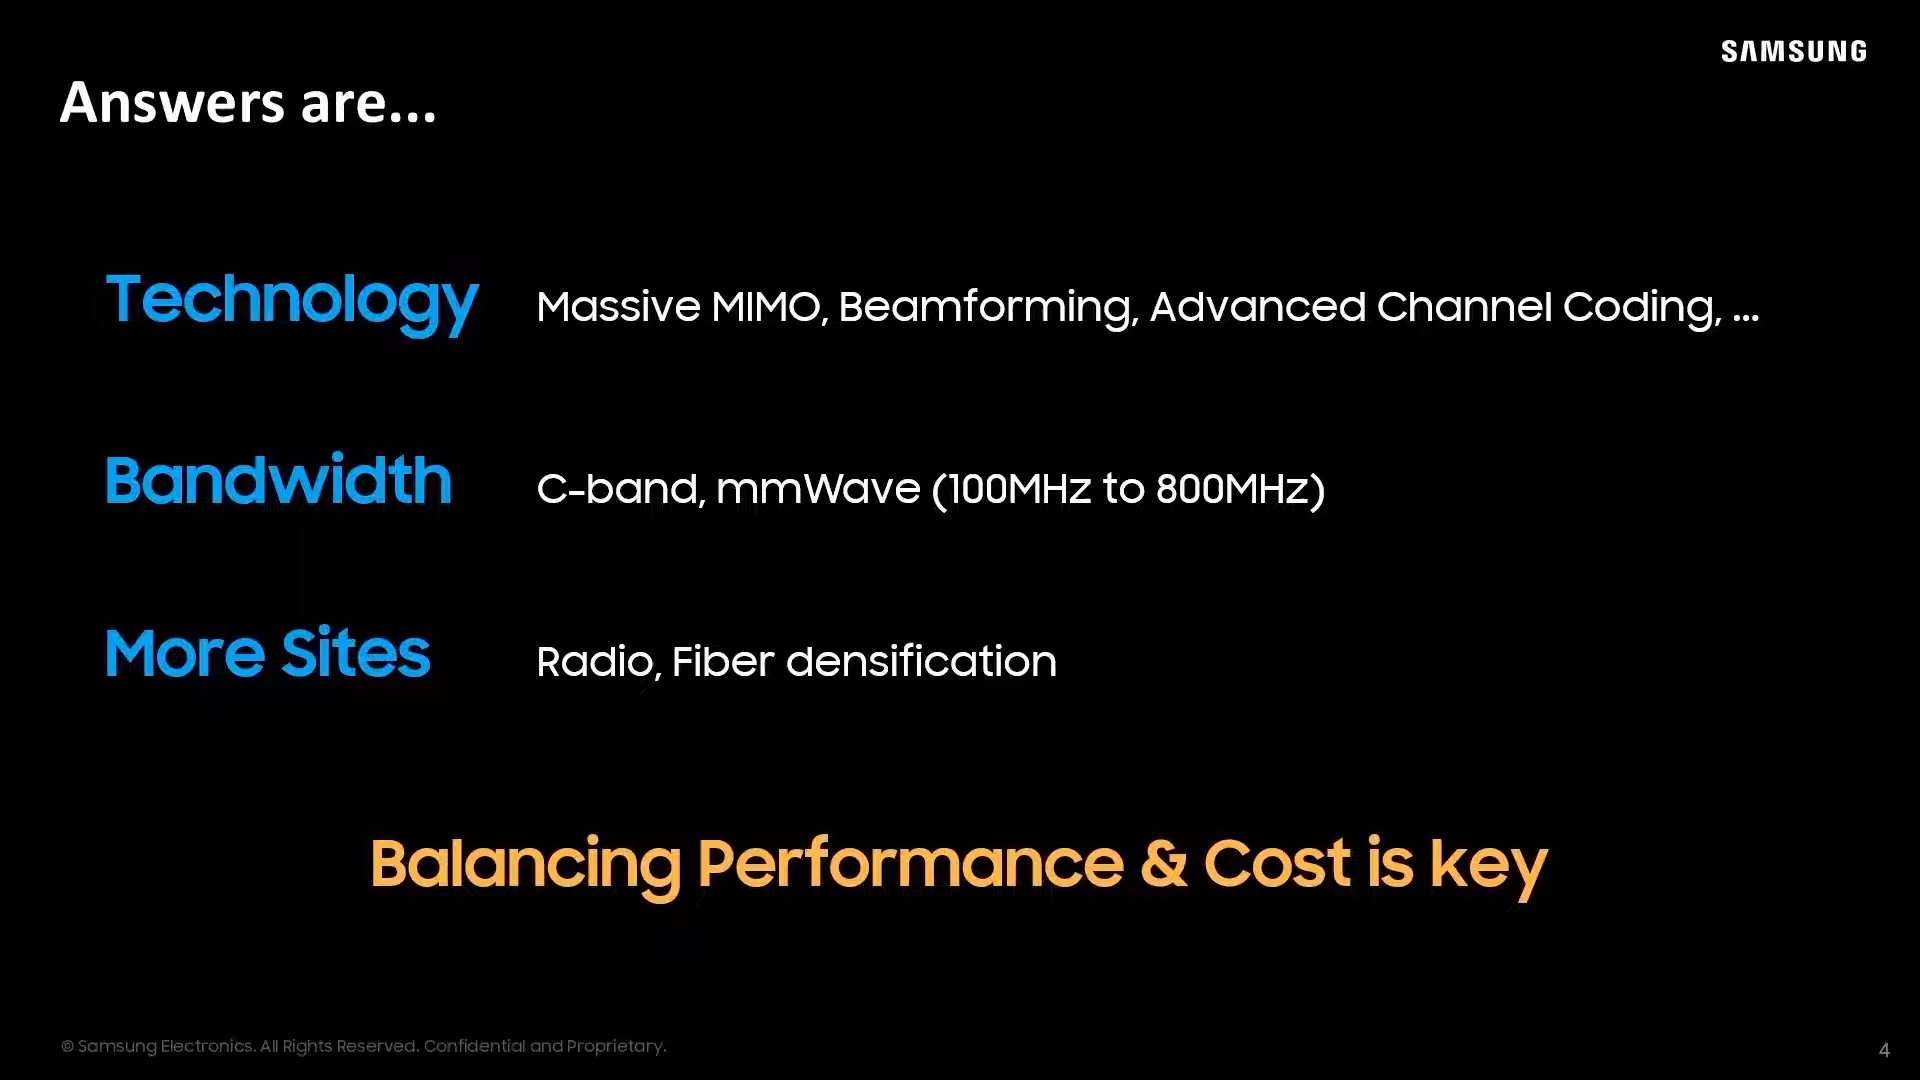 SAMSUNG
Answers are...
Technology Massive MIMO, Beamforming, Advanced Channel Coding, ...
Bandwidth C-band, mmWave (100MHz to 800MHz)
More Sites Radio, Fiber densification
Balancing Performance & Cost is key
© Samsung Electronics. All Rights Reserved. Confidential and Proprietary.
4